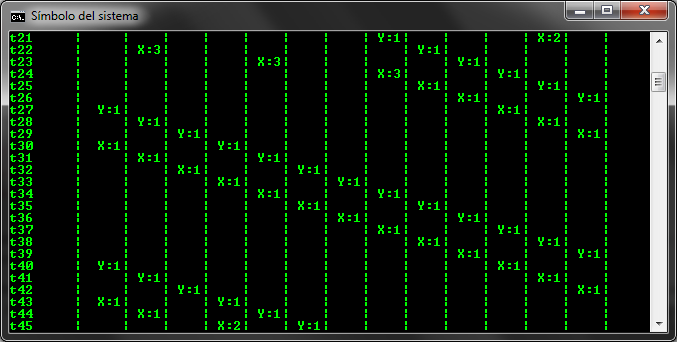 C:\. Símbolo del sistema
t21 | | | | | | | | Y:1| | | | X:2| |
t22 | | X:3| | | | | | | Y:1| | | | |
t23 | | | | | X:3| | | | | Y:1| | | |
t24 | | | | | | | | X:3| | | Y:1| | |
t25 | | | | | | | | | X:1| | | Y:1| |
t26 | | | | | | | | | | X:1| | | Y:1|
t27 | Y:1| | | | | | | | | | X:1| | |
t28 | | Y:1| | | | | | | | | | X:1| |
t29 | | | Y:1| | | | | | | | | | X:1|
t30 | X:1| | | Y:1| | | | | | | | | |
t31 | | X:1| | | Y:1| | | | | | | | |
t32 | | | X:1| | | Y:1| | | | | | | |
t33 | | | | X:1| | | Y:1| | | | | | |
t34 | | | | | X:1| | | Y:1| | | | | |
t35 | | | | | | X:1| | | Y:1| | | | |
t36 | | | | | | | X:1| | | Y:1| | | |
t37 | | | | | | | | X:1| | | Y:1| | |
t38 | | | | | | | | | X:1| | | Y:1| |
t39 | | | | | | | | | | X:1| | | Y:1|
t40 | Y:1| | | | | | | | | | X:1| | |
t41 | | Y:1| | | | | | | | | | X:1| |
t42 | | | Y:1| | | | | | | | | | X:1|
t43 | X:1| | | Y:1| | | | | | | | | |
t44 | | X:1| | | Y:1| | | | | | | | |
t45 | | | | X:2| | Y:1| | | | | | | |